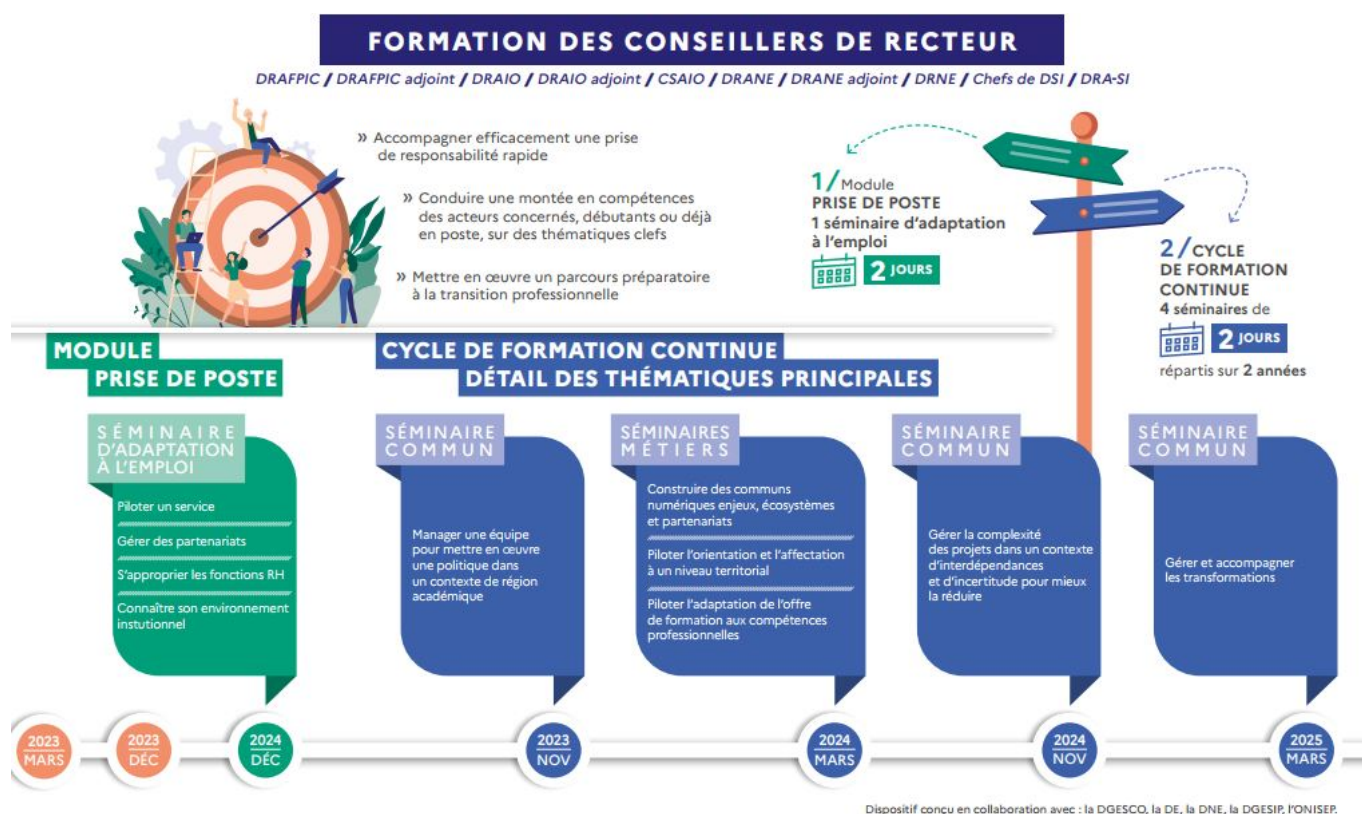 FORMATION DES CONSEILLERS DE RECTEUR
DRAFPIC / DRAFPIC adjoint / DRAIO / DRAIO adjoint / CSAIO / DRANE / DRANE adjoint / DRNE / Chefs de DSI / DRA-SI
» Accompagner efficacement une prise
de responsabilité rapide
» Conduire une montée en compétences
des acteurs concernés, débutants ou déjà
en poste, sur des thématiques clefs
» Mettre en œuvre un parcours préparatoire
à la transition professionnelle
1/ Module
PRISE DE POSTE
1 séminaire d'adaptation
à l'emploi
2 JOURS
2/ CYCLE
DE FORMATION
CONTINUE
4 séminaires de
2 JOURS
répartis sur 2 années
MODULE
PRISE DE POSTE
SÉMINAIRE
D'ADAPTATION
À L'EMPLOI
Piloter un service
Gérer des partenariats
S'approprier les fonctions RH
Connaître son environnement
instutionnel
CYCLE DE FORMATION CONTINUE
DÉTAIL DES THÉMATIQUES PRINCIPALES
SÉMINAIRE
COMMUN
Manager une équipe
pour mettre en œuvre
une politique dans
un contexte de région
académique
SÉMINAIRES
MÉTIERS
Construire des communs
numériques enjeux, écosystèmes
et partenariats
Piloter l'orientation et l'affectation
à un niveau territorial
Piloter l'adaptation de l'offre
de formation aux compétences
professionnelles
SÉMINAIRE
COMMUN
Gérer la complexité
des projets dans un contexte
d'interdépendances
et d'incertitude pour mieux
la réduire
SÉMINAIRE
COMMUN
Gérer et accompagner
les transformations
2023
MARS
2023
DÉC
2024
DÉC
2023
NOV
2024
MARS
2024
NOV
2025
MARS
Dispositif conçu en collaboration avec : la DGESCO, la DE, la DNE, la DGESIP, l'ONISEP.